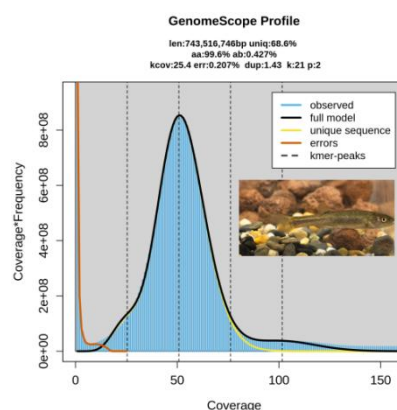 GenomeScope Profile
len:743,516,746bp uniq:68.6%
aa:99.6% ab:0.427%
kcov:25.4 err:0.207% dup:1.43 k:21 p:2
observed
full model
unique sequence
errors
kmer-peaks
Coverage*Frequency
8e+08
6e+08
4e+08
2e+08
0e+00
0 50 100 150
Coverage